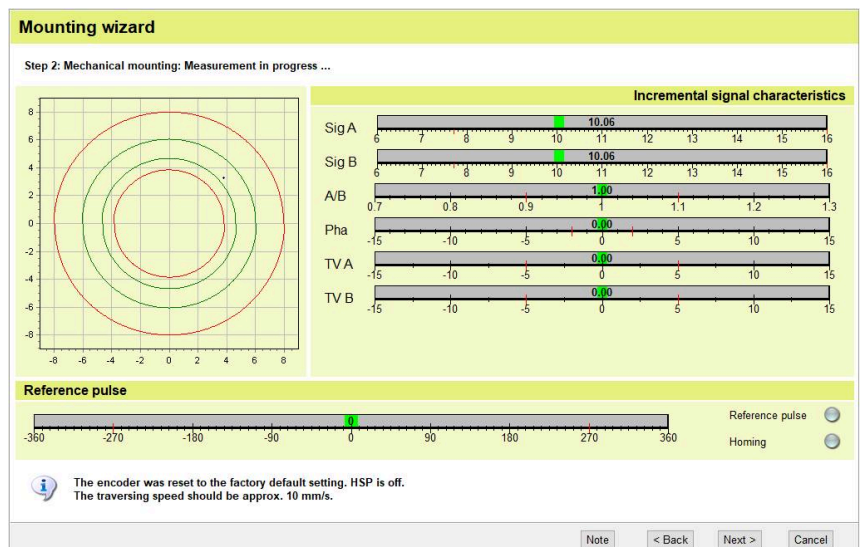 Mounting wizard
Step 2: Mechanical mounting: Measurement in progress ...
8
6
4
2
0
-2
-4
-6
-8
-8 -6 -4 -2 0 2 4 6 8
Incremental signal characteristics
Sig A 10.06
6 7 8 9 10 11 12 13 14 15 16
Sig B 10.06
6 7 8 9 10 11 12 13 14 15 16
A/B 1.00
0.7 0.8 0.9 1 1.1 1.2 1.3
Pha 0.00
-15 -10 -5 0 5 10 15
TV A 0.00
-15 -10 -5 0 5 10 15
TV B 0.00
-15 -10 -5 0 5 10 15
Reference pulse
0
-360 -270 -180 -90 0 90 180 270 360
Reference pulse
Homing
The encoder was reset to the factory default setting. HSP is off.
The traversing speed should be approx. 10 mm/s.
Note < Back Next > Cancel